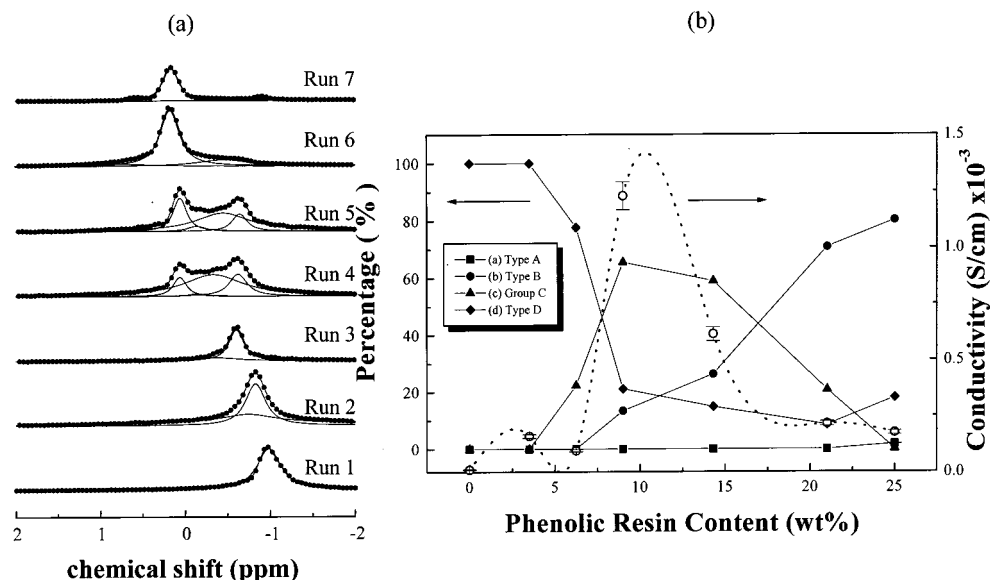 (a)
Run 7
Run 6
Run 5
Run 4
Run 3
Run 2
Run 1
2 1 0 -1 -2
chemical shift (ppm)
(b)
Percentage (%)
100
80
60
40
20
0
(a) Type A
(b) Type B
(c) Group C
(d) Type D
1.5
1.0
0.5
0.0
Conductivity (S/cm) x10⁻³
0 5 10 15 20 25
Phenolic Resin Content (wt%)